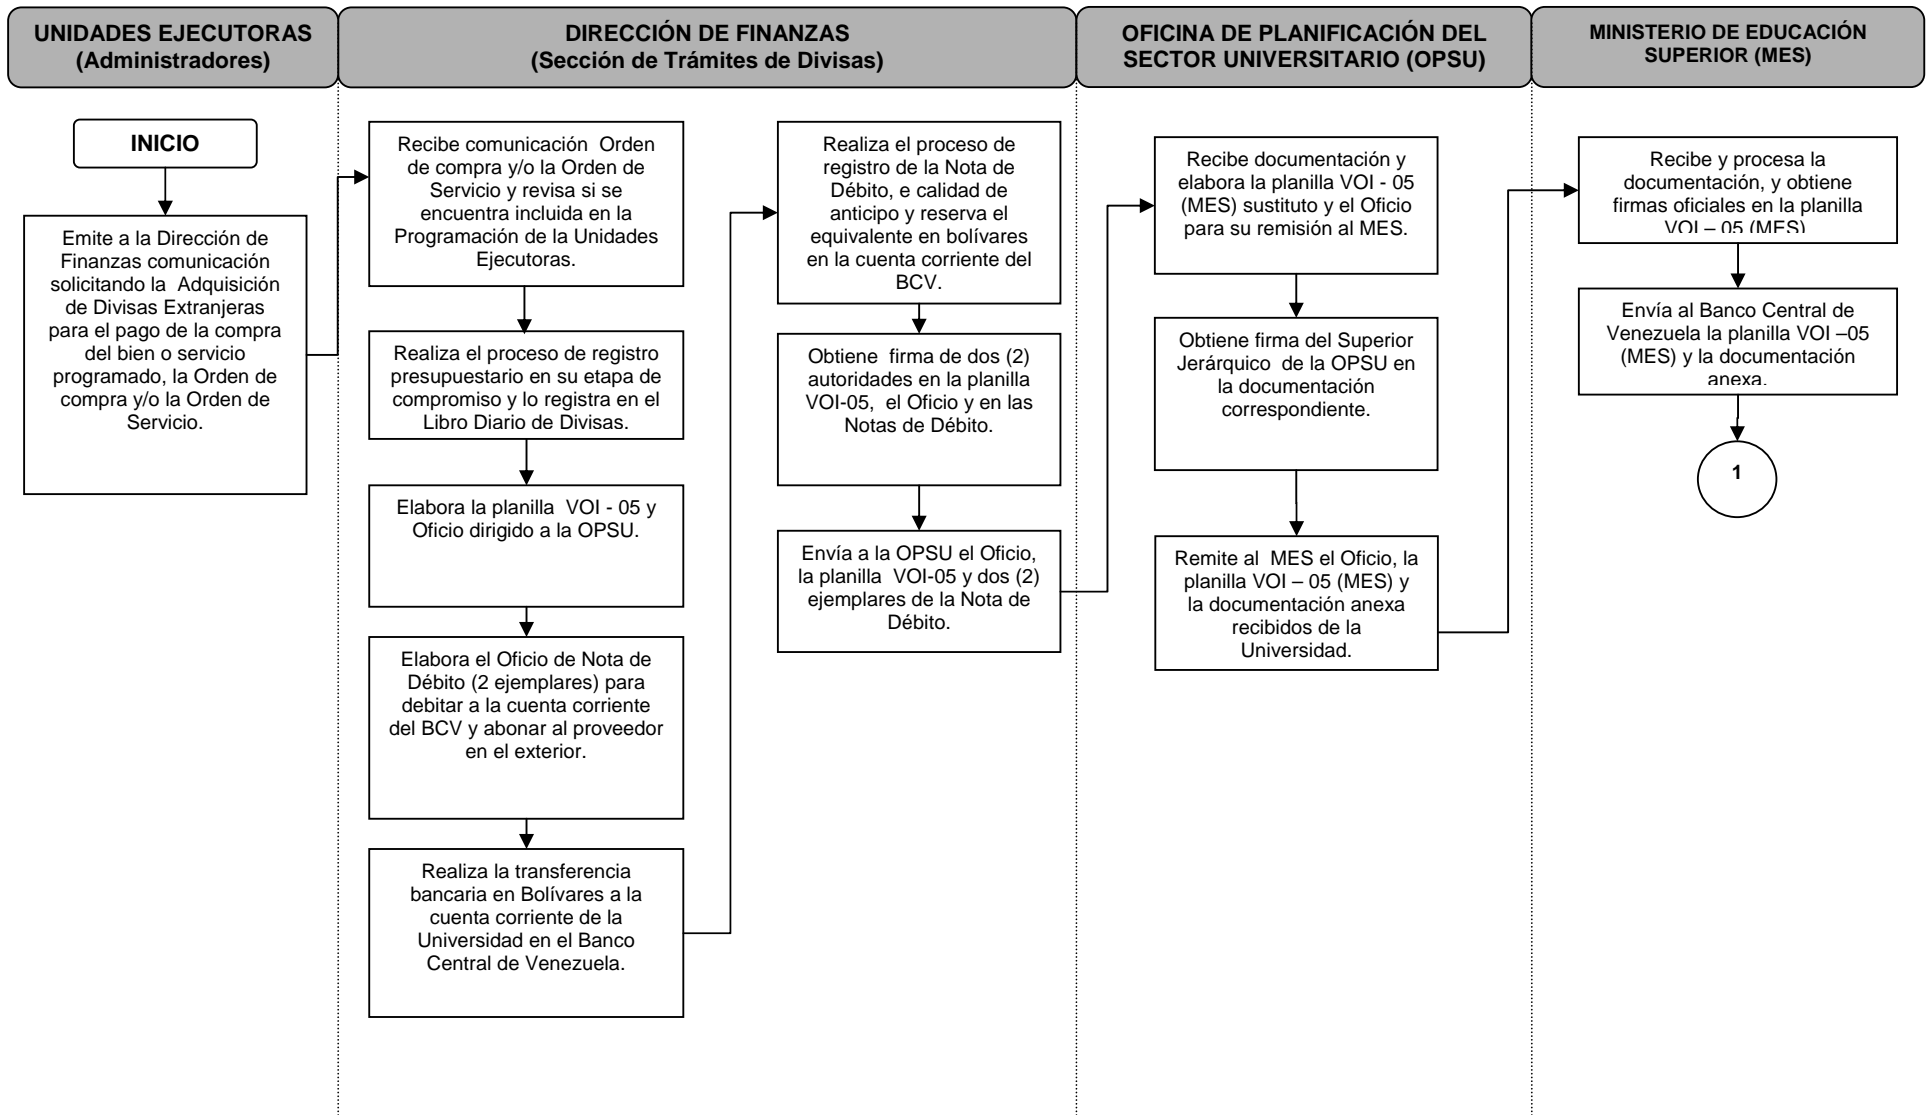 UNIDADES EJECUTORAS
(Administradores)
DIRECCIÓN DE FINANZAS
(Sección de Trámites de Divisas)
OFICINA DE PLANIFICACIÓN DEL
SECTOR UNIVERSITARIO (OPSU)
MINISTERIO DE EDUCACIÓN
SUPERIOR (MES)
INICIO
Emite a la Dirección de
Finanzas comunicación
solicitando la Adquisición
de Divisas Extranjeras
para el pago de la compra
del bien o servicio
programado, la Orden de
compra y/o la Orden de
Servicio.
Recibe comunicación Orden
de compra y/o la Orden de
Servicio y revisa si se
encuentra incluida en la
Programación de la Unidades
Ejecutoras.
Realiza el proceso de registro
presupuestario en su etapa de
compromiso y lo registra en el
Libro Diario de Divisas.
Elabora la planilla VOI - 05 y
Oficio dirigido a la OPSU.
Elabora el Oficio de Nota de
Débito (2 ejemplares) para
debitar a la cuenta corriente
del BCV y abonar al proveedor
en el exterior.
Realiza la transferencia
bancaria en Bolívares a la
cuenta corriente de la
Universidad en el Banco
Central de Venezuela.
Realiza el proceso de
registro de la Nota de
Débito, e calidad de
anticipo y reserva el
equivalente en bolívares
en la cuenta corriente del
BCV.
Obtiene firma de dos (2)
autoridades en la planilla
VOI-05, el Oficio y en las
Notas de Débito.
Envía a la OPSU el Oficio,
la planilla VOI-05 y dos (2)
ejemplares de la Nota de
Débito.
Recibe documentación y
elabora la planilla VOI - 05
(MES) sustituto y el Oficio
para su remisión al MES.
Obtiene firma del Superior
Jerárquico de la OPSU en
la documentación
correspondiente.
Remite al MES el Oficio, la
planilla VOI – 05 (MES) y
la documentación anexa
recibidos de la
Universidad.
Recibe y procesa la
documentación, y obtiene
firmas oficiales en la planilla
VOI – 05 (MES)
Envía al Banco Central de
Venezuela la planilla VOI –05
(MES) y la documentación
anexa.
1